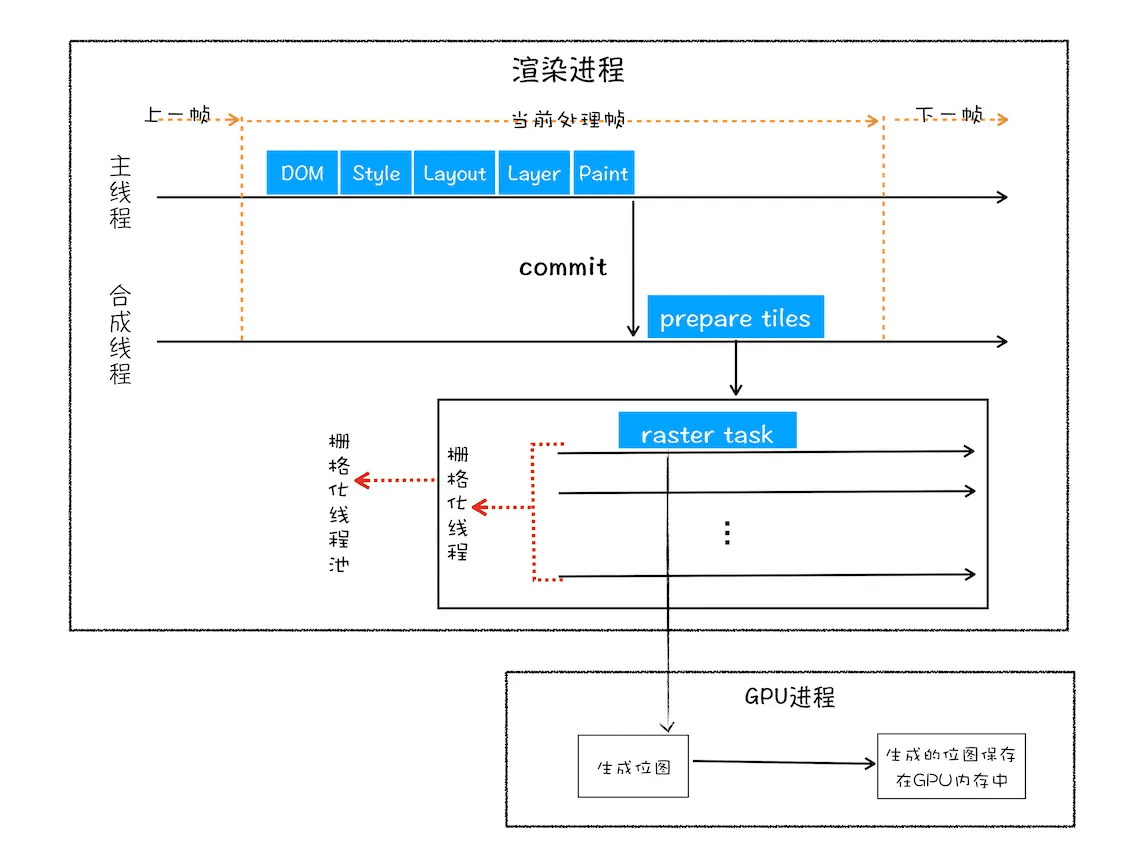 渲染进程
上一帧
当前处理帧
下一帧
主线程
DOM
Style
Layout
Layer
Paint
commit
合成线程
prepare tiles
栅格化线程池
栅格化线程
raster task
GPU进程
生成位图
生成的位图保存
在GPU内存中